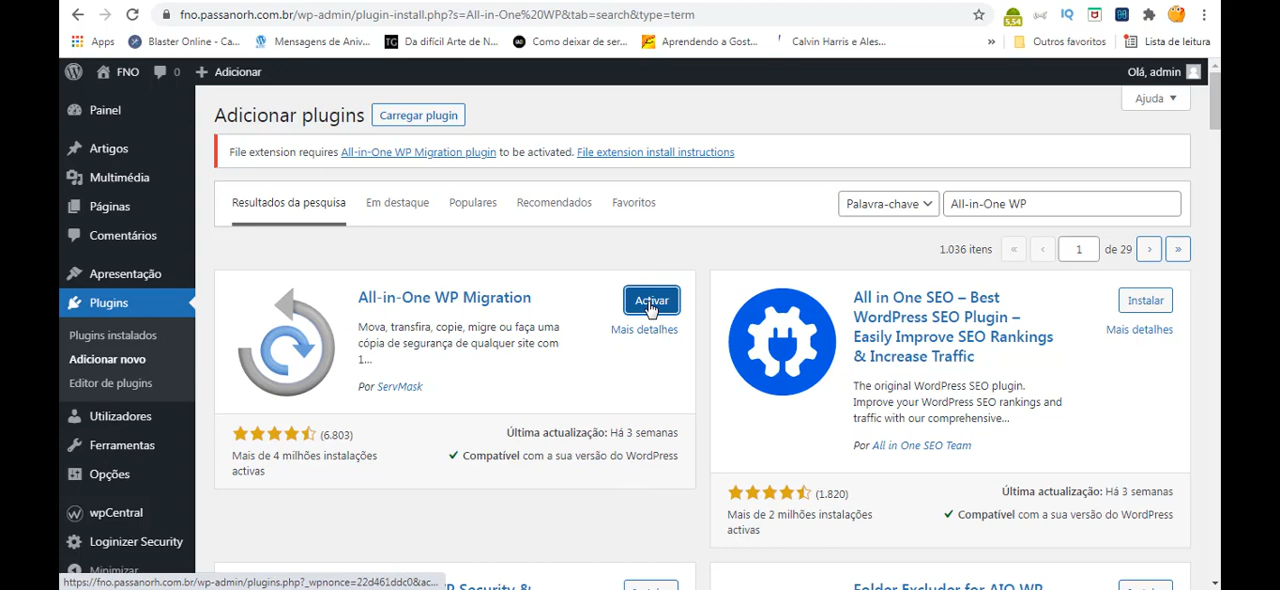 fno.passanorh.com.br/wp-admin/plugin-install.php?s=All-in-One%20WP&tab=search&type=term
5,54
IQ
Apps
Blaster Online - Ca...
Mensagens de Aniv...
TG
Da difícil Arte de N...
Como deixar de ser...
Aprendendo a Gost...
Calvin Harris e Ales...
»
Outros favoritos
Lista de leitura
FNO
0
+ Adicionar
Olá, admin
Painel
Artigos
Multimédia
Páginas
Comentários
Apresentação
Plugins
Plugins instalados
Adicionar novo
Editor de plugins
Utilizadores
Ferramentas
Opções
wpCentral
Loginizer Security
Minimizar
Ajuda
Adicionar plugins
Carregar plugin
File extension requires All-in-One WP Migration plugin to be activated. File extension install instructions
Resultados da pesquisa
Em destaque
Populares
Recomendados
Favoritos
Palavra-chave
All-in-One WP
1.036 itens
«
‹
1
de 29
›
»
All-in-One WP Migration
Activar
Mais detalhes
Mova, transfira, copie, migre ou faça uma
cópia de segurança de qualquer site com
1...
Por ServMask
(6.803)
Mais de 4 milhões instalações
activas
Última actualização: Há 3 semanas
Compatível com a sua versão do WordPress
All in One SEO – Best
WordPress SEO Plugin –
Easily Improve SEO Rankings
& Increase Traffic
Instalar
Mais detalhes
The original WordPress SEO plugin.
Improve your WordPress SEO rankings and
traffic with our comprehensive...
Por All in One SEO Team
(1.820)
Mais de 2 milhões instalações
activas
Última actualização: Há 3 semanas
Compatível com a sua versão do WordPress
P Security &
Folder Excluder for AIO WP
https://fno.passanorh.com.br/wp-admin/plugins.php?_wpnonce=22d461ddc0&ac...